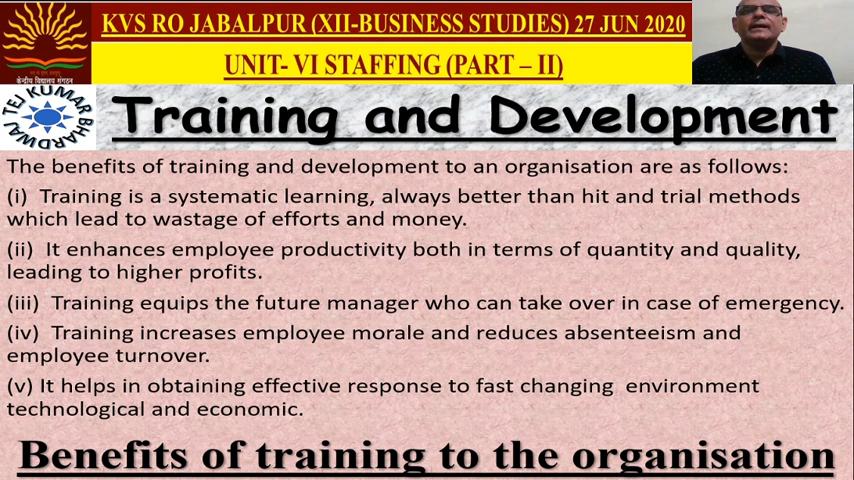 KVS RO JABALPUR (XII-BUSINESS STUDIES) 27 JUN 2020
UNIT- VI STAFFING (PART – II)
केन्द्रीय विद्यालय संगठन
TEJ KUMAR BHARDWAJ
Training and Development
The benefits of training and development to an organisation are as follows:
(i) Training is a systematic learning, always better than hit and trial methods
which lead to wastage of efforts and money.
(ii) It enhances employee productivity both in terms of quantity and quality,
leading to higher profits.
(iii) Training equips the future manager who can take over in case of emergency.
(iv) Training increases employee morale and reduces absenteeism and
employee turnover.
(v) It helps in obtaining effective response to fast changing environment
technological and economic.
Benefits of training to the organisation